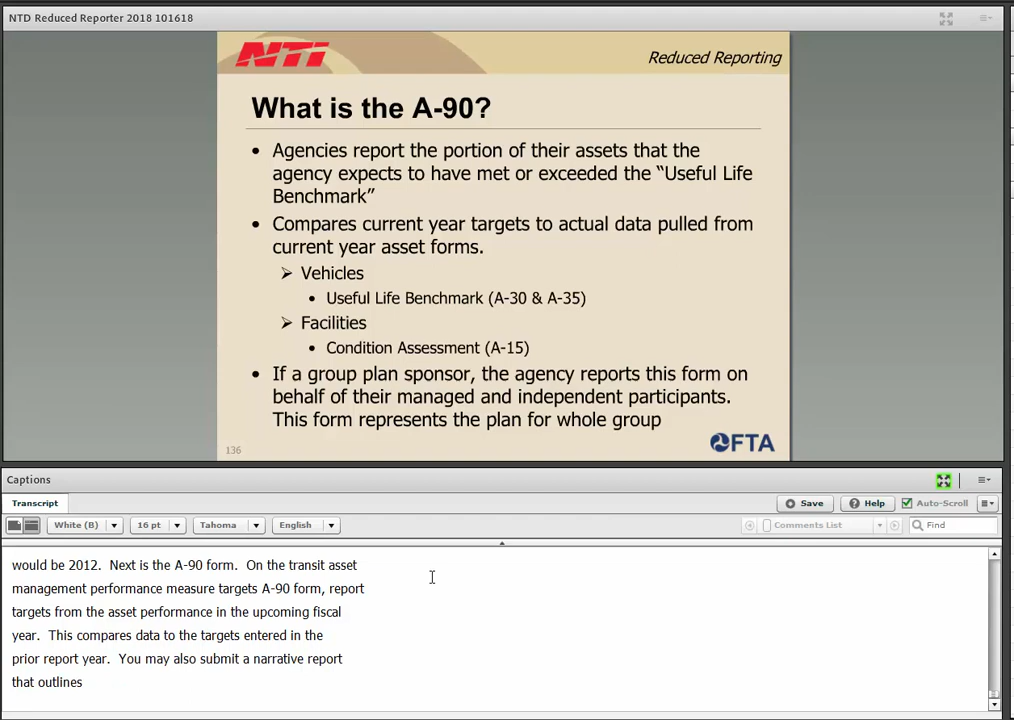 NTD Reduced Reporter 2018 101618
NTI
Reduced Reporting
What is the A-90?
• Agencies report the portion of their assets that the
agency expects to have met or exceeded the “Useful Life
Benchmark”
• Compares current year targets to actual data pulled from
current year asset forms.
➢ Vehicles
• Useful Life Benchmark (A-30 & A-35)
➢ Facilities
• Condition Assessment (A-15)
• If a group plan sponsor, the agency reports this form on
behalf of their managed and independent participants.
This form represents the plan for whole group
136
FTA
Captions
Transcript
Save
Help
Auto-Scroll
White (B)
16 pt
Tahoma
English
Comments List
Find
would be 2012.  Next is the A-90 form.  On the transit asset
management performance measure targets A-90 form, report
targets from the asset performance in the upcoming fiscal
year.  This compares data to the targets entered in the
prior report year.  You may also submit a narrative report
that outlines